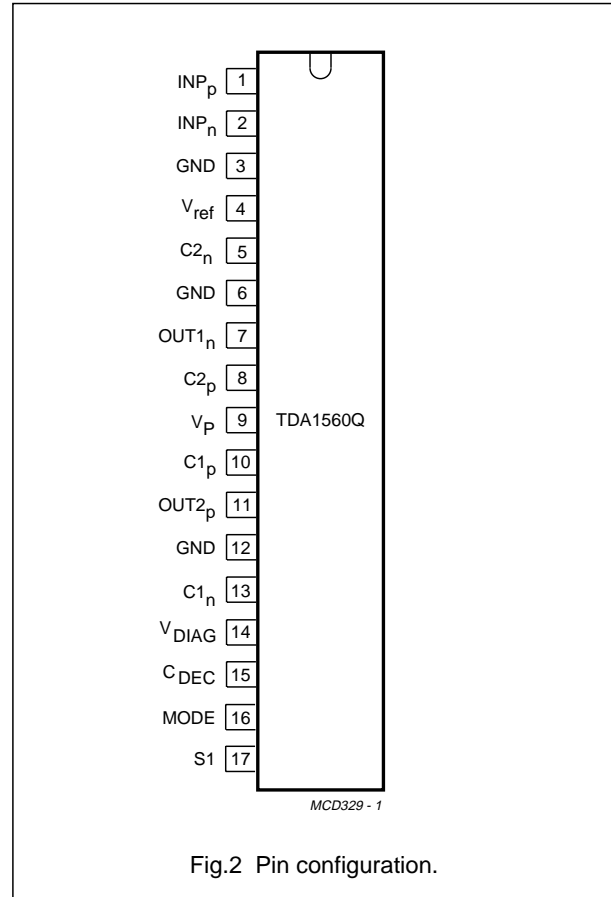 INPp 1
INPn 2
GND 3
Vref 4
C2n 5
GND 6
OUT1n 7
C2p 8
VP 9 TDA1560Q
C1p 10
OUT2p 11
GND 12
C1n 13
VDIAG 14
CDEC 15
MODE 16
S1 17
MCD329 - 1
Fig.2 Pin configuration.